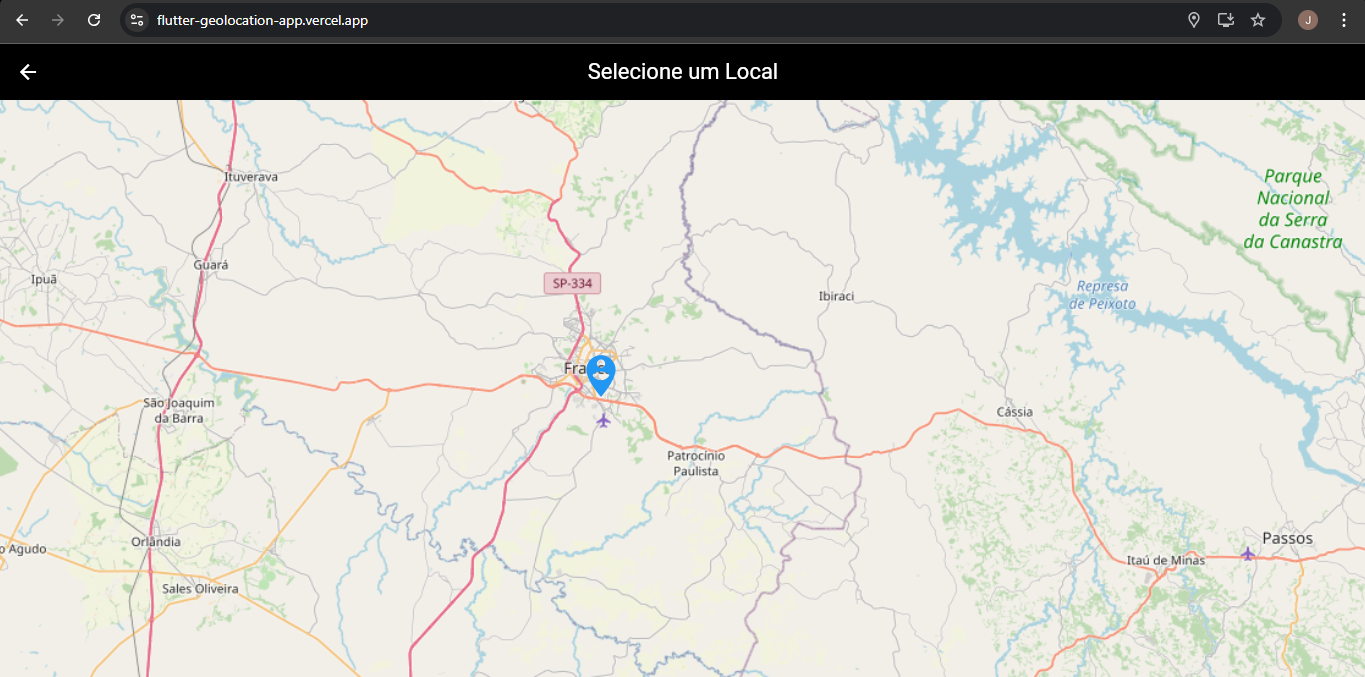 flutter-geolocation-app.vercel.app
J
Selecione um Local
Ituverava
Parque
Nacional
da Serra
da Canastra
Guará
Ipuã
SP-334
Represa
de Peixoto
Ibiraci
São Joaquim
da Barra
Cássia
Patrocínio
Paulista
Orlândia
Agudo
Passos
Itaú de Minas
Sales Oliveira